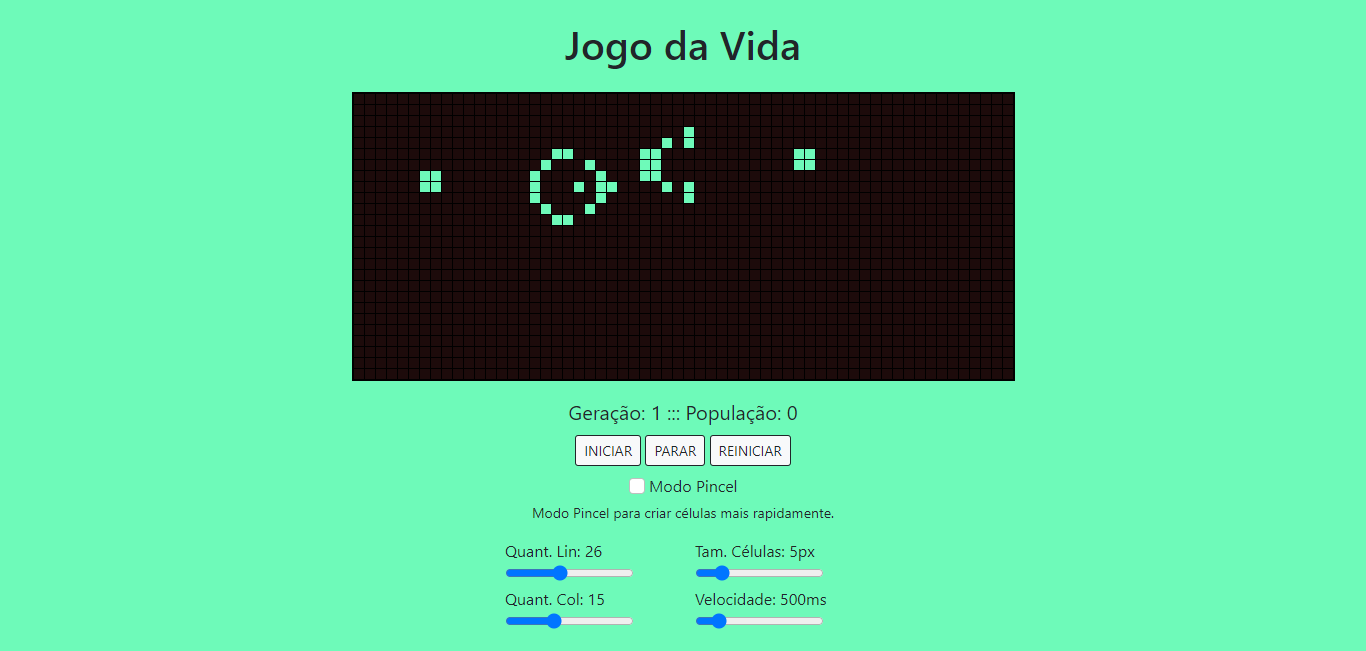 Jogo da Vida
Geração: 1 ::: População: 0
INICIAR PARAR REINICIAR
Modo Pincel
Modo Pincel para criar células mais rapidamente.
Quant. Lin: 26 Tam. Células: 5px
Quant. Col: 15 Velocidade: 500ms